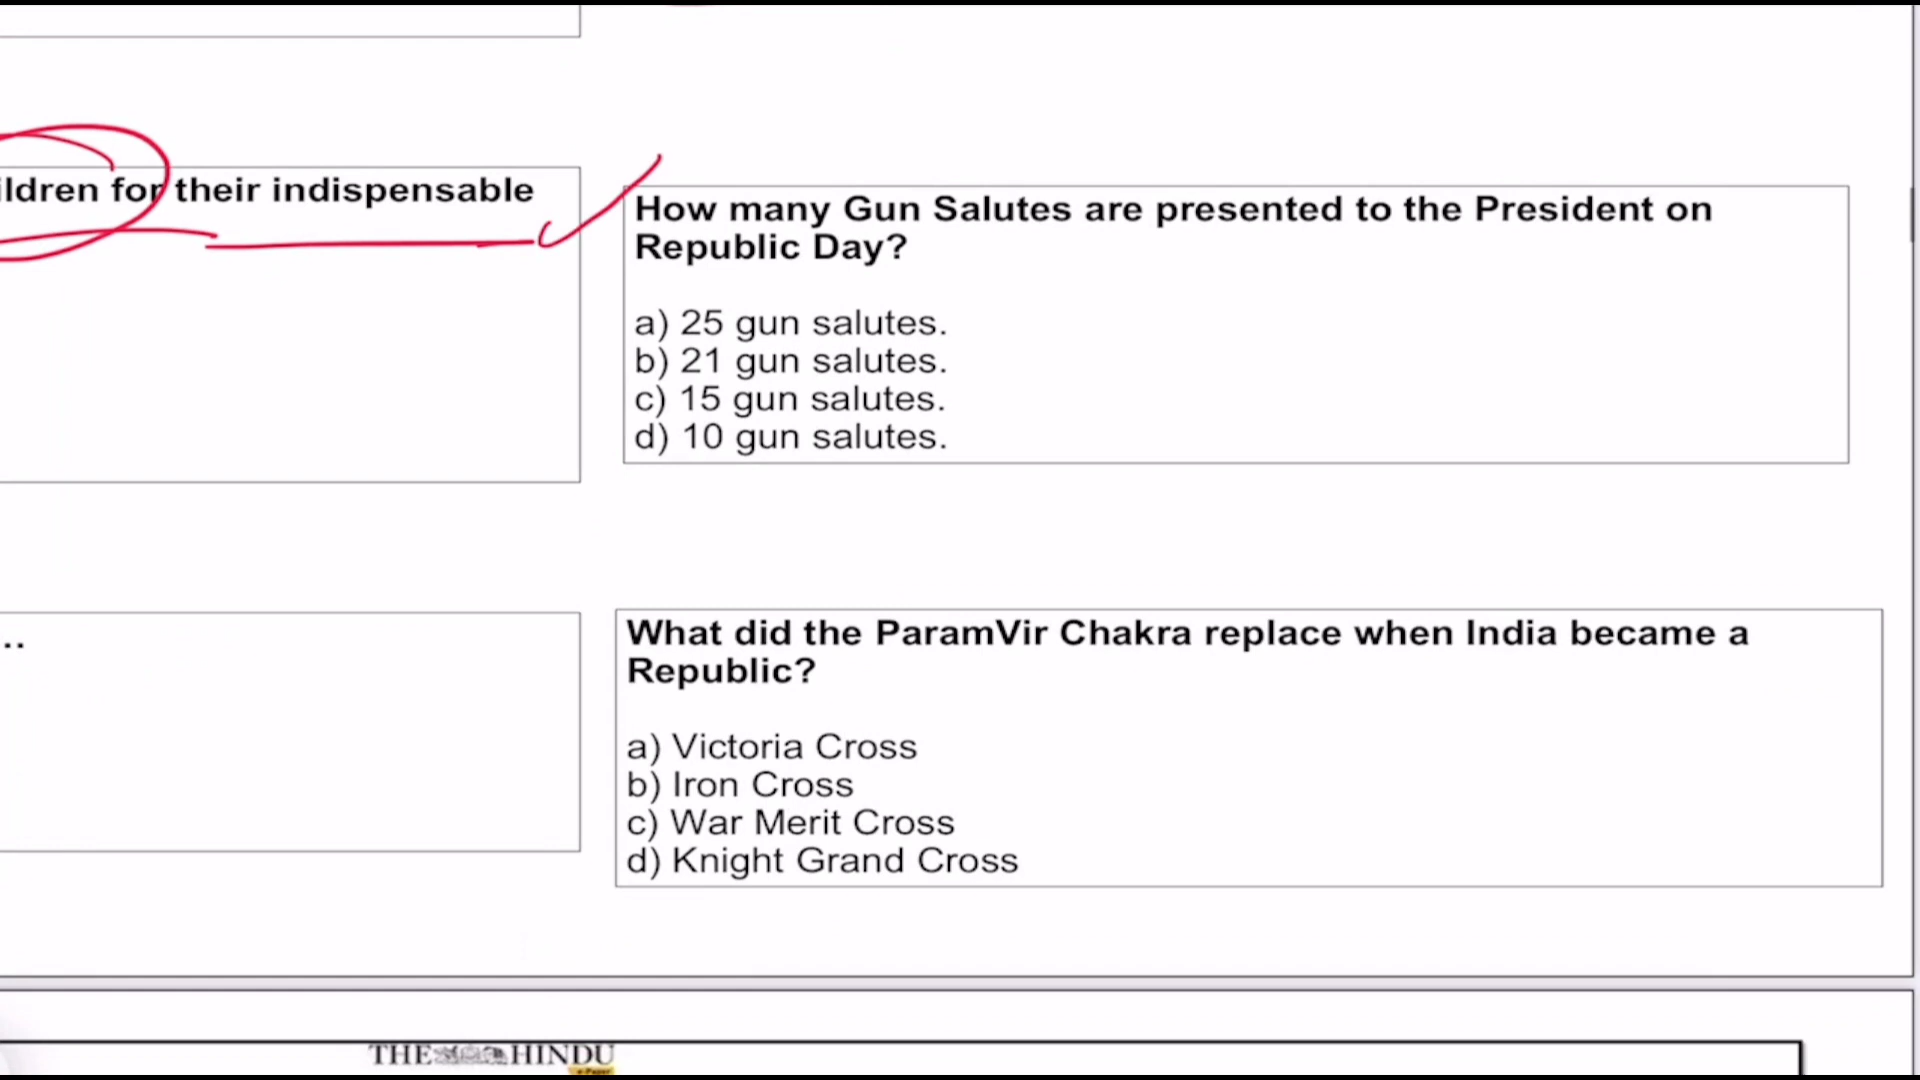 ildren for their indispensable
How many Gun Salutes are presented to the President on
Republic Day?
a) 25 gun salutes.
b) 21 gun salutes.
c) 15 gun salutes.
d) 10 gun salutes.
..
What did the ParamVir Chakra replace when India became a
Republic?
a) Victoria Cross
b) Iron Cross
c) War Merit Cross
d) Knight Grand Cross
THE HINDU
e-Paper